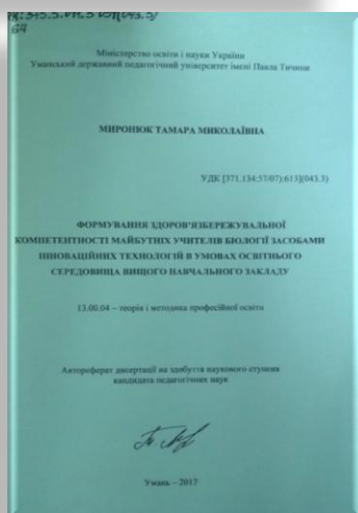 Міністерство освіти і науки України
Уманський державний педагогічний університет імені Павла Тичини
МИРОНЮК ТАМАРА МИКОЛАЇВНА
УДК [371.134:57/07):613](043.3)
ФОРМУВАННЯ ЗДОРОВ'ЯЗБЕРЕЖУВАЛЬНОЇ
КОМПЕТЕНТНОСТІ МАЙБУТНІХ УЧИТЕЛІВ БІОЛОГІЇ ЗАСОБАМИ
ІННОВАЦІЙНИХ ТЕХНОЛОГІЙ В УМОВАХ ОСВІТНЬОГО
СЕРЕДОВИЩА ВИЩОГО НАВЧАЛЬНОГО ЗАКЛАДУ
13.00.04 – теорія і методика професійної освіти
Автореферат дисертації на здобуття наукового ступеня
кандидата педагогічних наук
Умань – 2017